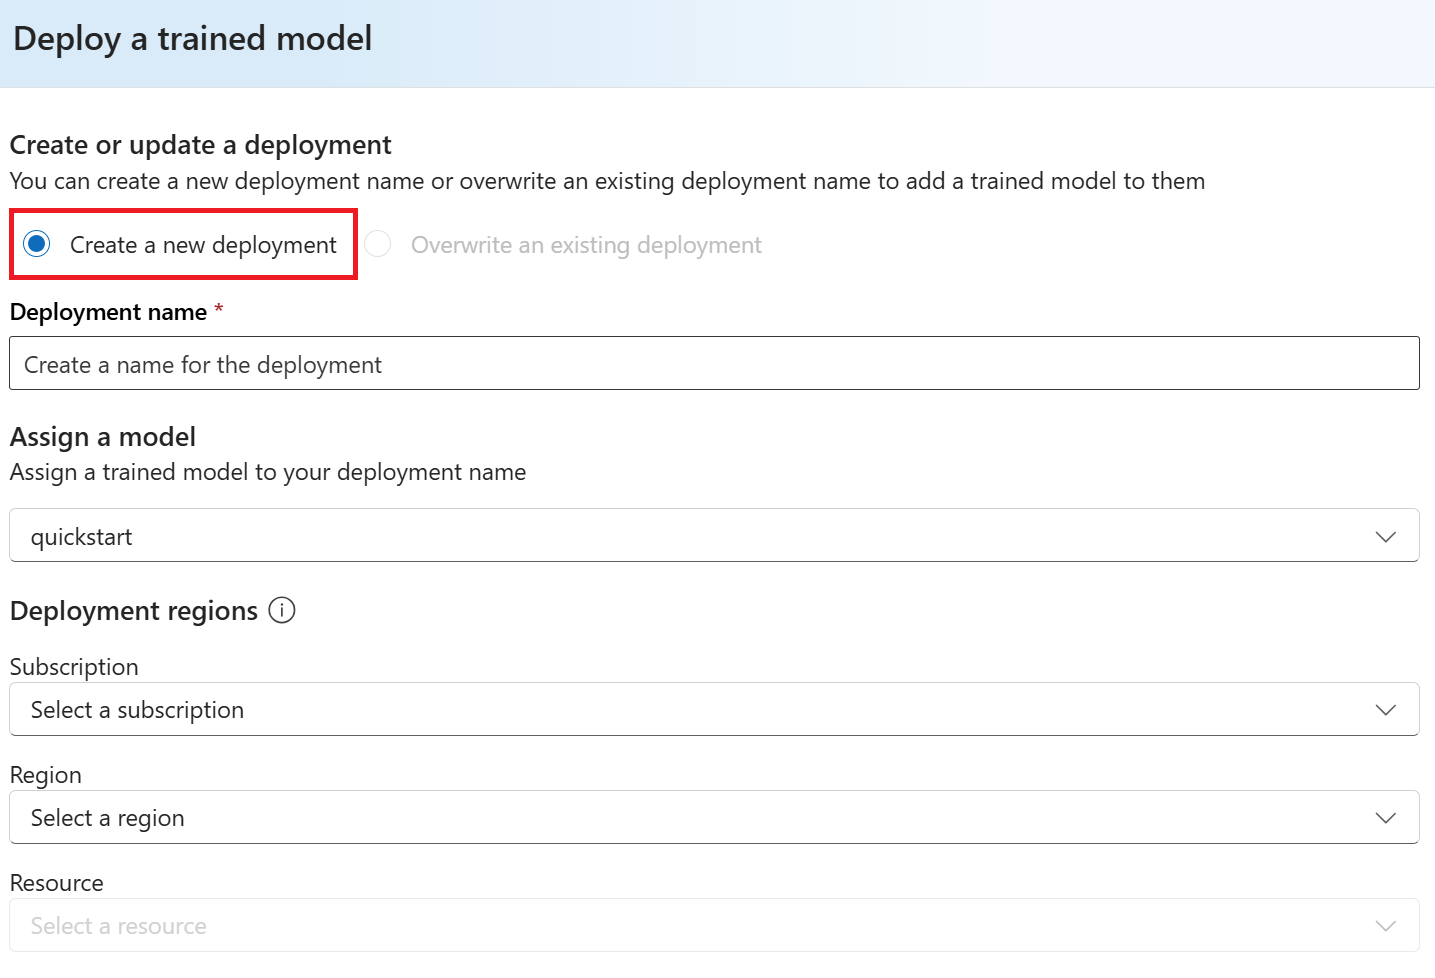 Deploy a trained model
Create or update a deployment
You can create a new deployment name or overwrite an existing deployment name to add a trained model to them
Create a new deployment Overwrite an existing deployment
Deployment name *
Create a name for the deployment
Assign a model
Assign a trained model to your deployment name
quickstart
Deployment regions
Subscription
Select a subscription
Region
Select a region
Resource
Select a resource